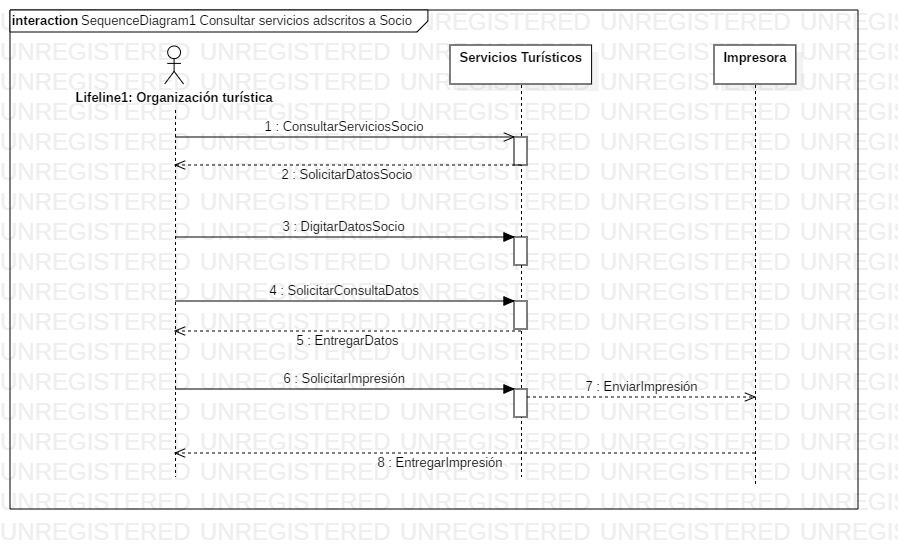 interaction SequenceDiagram1 Consultar servicios adscritos a Socio
Servicios Turísticos
Impresora
Lifeline1: Organización turística
1 : ConsultarServiciosSocio
2 : SolicitarDatosSocio
3 : DigitarDatosSocio
4 : SolicitarConsultaDatos
5 : EntregarDatos
6 : SolicitarImpresión
7 : EnviarImpresión
8 : EntregarImpresión
UNREGISTERED UNREGISTERED UNREGISTERED UNREGISTERED UNREGIS